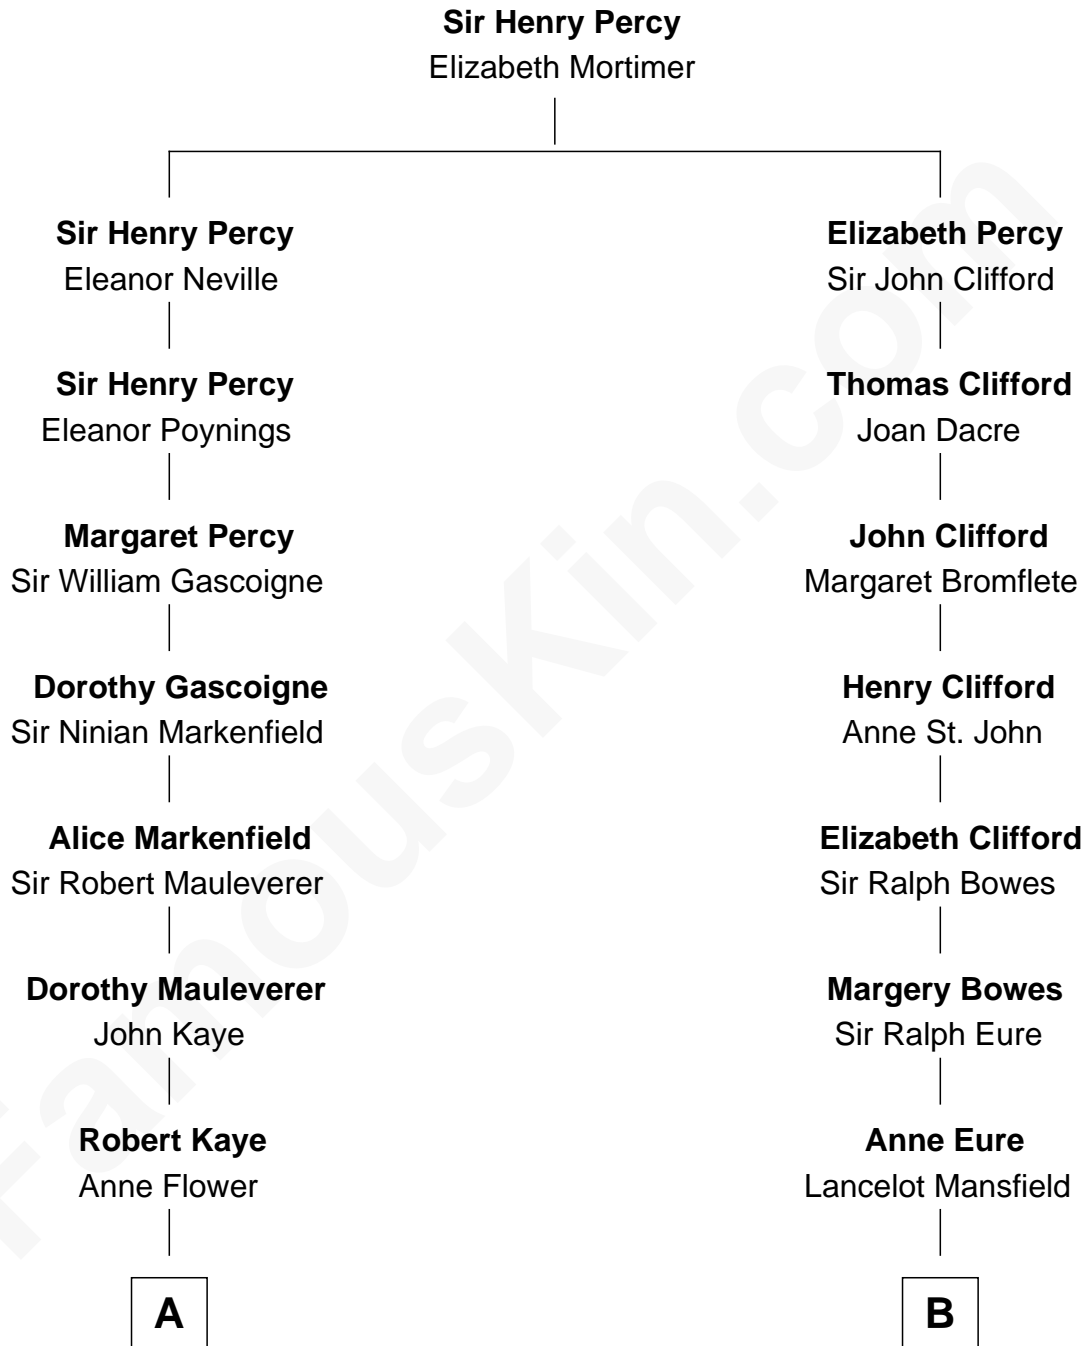 Sir Henry Percy
Elizabeth Mortimer
Sir Henry Percy
Eleanor Neville
Sir Henry Percy
Eleanor Poynings
Margaret Percy
Sir William Gascoigne
Dorothy Gascoigne
Sir Ninian Markenfield
Alice Markenfield
Sir Robert Mauleverer
Dorothy Mauleverer
John Kaye
Robert Kaye
Anne Flower
A
Elizabeth Percy
Sir John Clifford
Thomas Clifford
Joan Dacre
John Clifford
Margaret Bromflete
Henry Clifford
Anne St. John
Elizabeth Clifford
Sir Ralph Bowes
Margery Bowes
Sir Ralph Eure
Anne Eure
Lancelot Mansfield
B
FamousKin.com